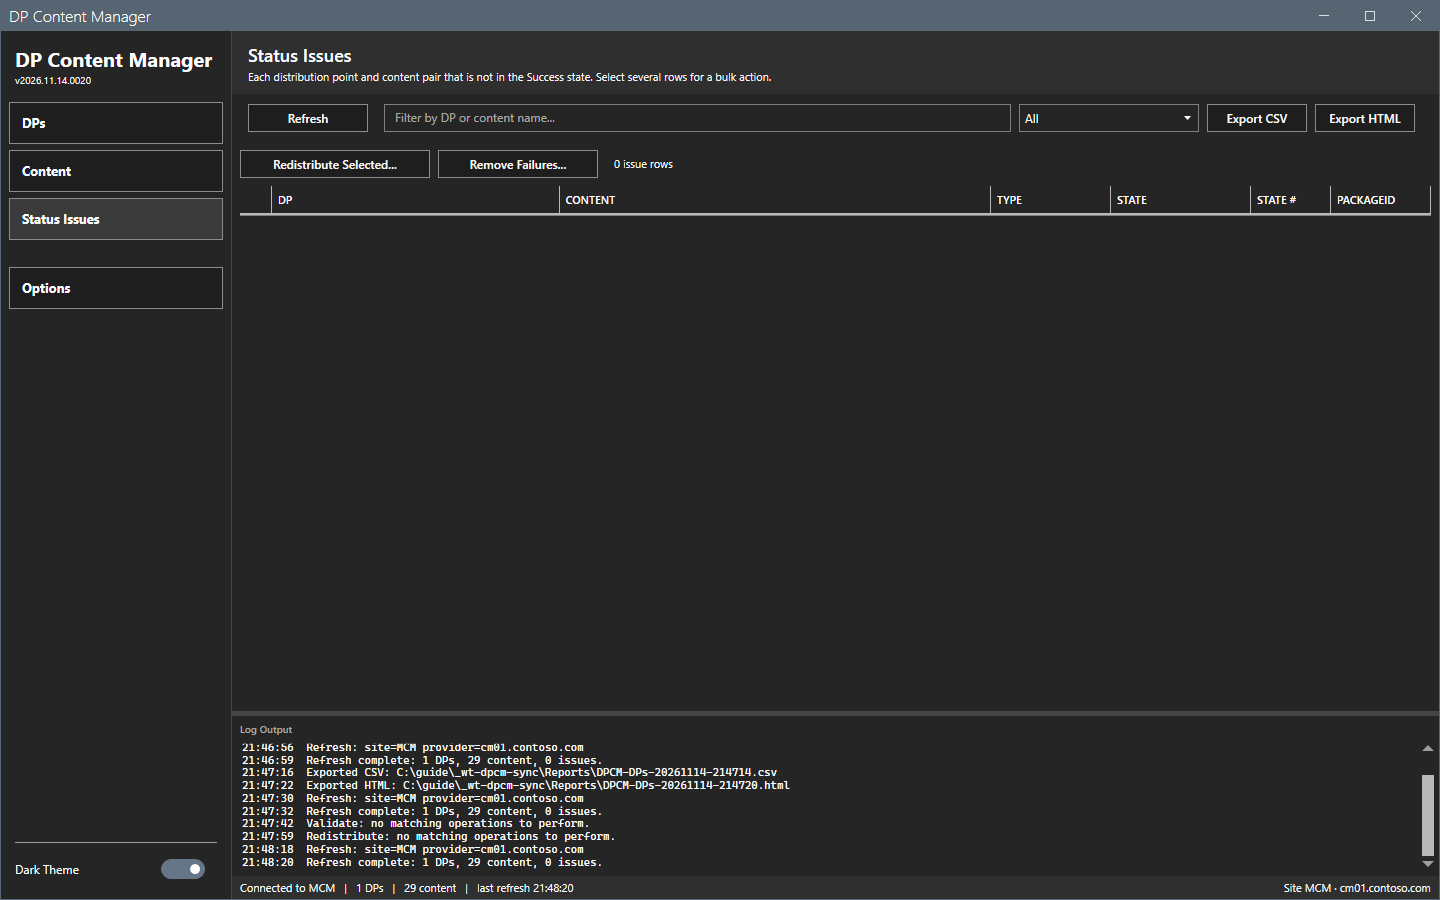 DP Content Manager
DP Content Manager
v2026.11.14.0020
DPs
Content
Status Issues
Options
Dark Theme
Status Issues
Each distribution point and content pair that is not in the Success state. Select several rows for a bulk action.
Refresh
Filter by DP or content name...
All
Export CSV
Export HTML
Redistribute Selected...
Remove Failures...
0 issue rows
DP CONTENT TYPE STATE STATE # PACKAGEID
Log Output
21:46:56 Refresh: site=MCM provider=cm01.contoso.com
21:46:59 Refresh complete: 1 DPs, 29 content, 0 issues.
21:47:16 Exported CSV: C:\guide\_wt-dpcm-sync\Reports\DPCM-DPs-20261114-214714.csv
21:47:22 Exported HTML: C:\guide\_wt-dpcm-sync\Reports\DPCM-DPs-20261114-214720.html
21:47:30 Refresh: site=MCM provider=cm01.contoso.com
21:47:32 Refresh complete: 1 DPs, 29 content, 0 issues.
21:47:42 Validate: no matching operations to perform.
21:47:59 Redistribute: no matching operations to perform.
21:48:18 Refresh: site=MCM provider=cm01.contoso.com
21:48:20 Refresh complete: 1 DPs, 29 content, 0 issues.
Connected to MCM | 1 DPs | 29 content | last refresh 21:48:20
Site MCM · cm01.contoso.com